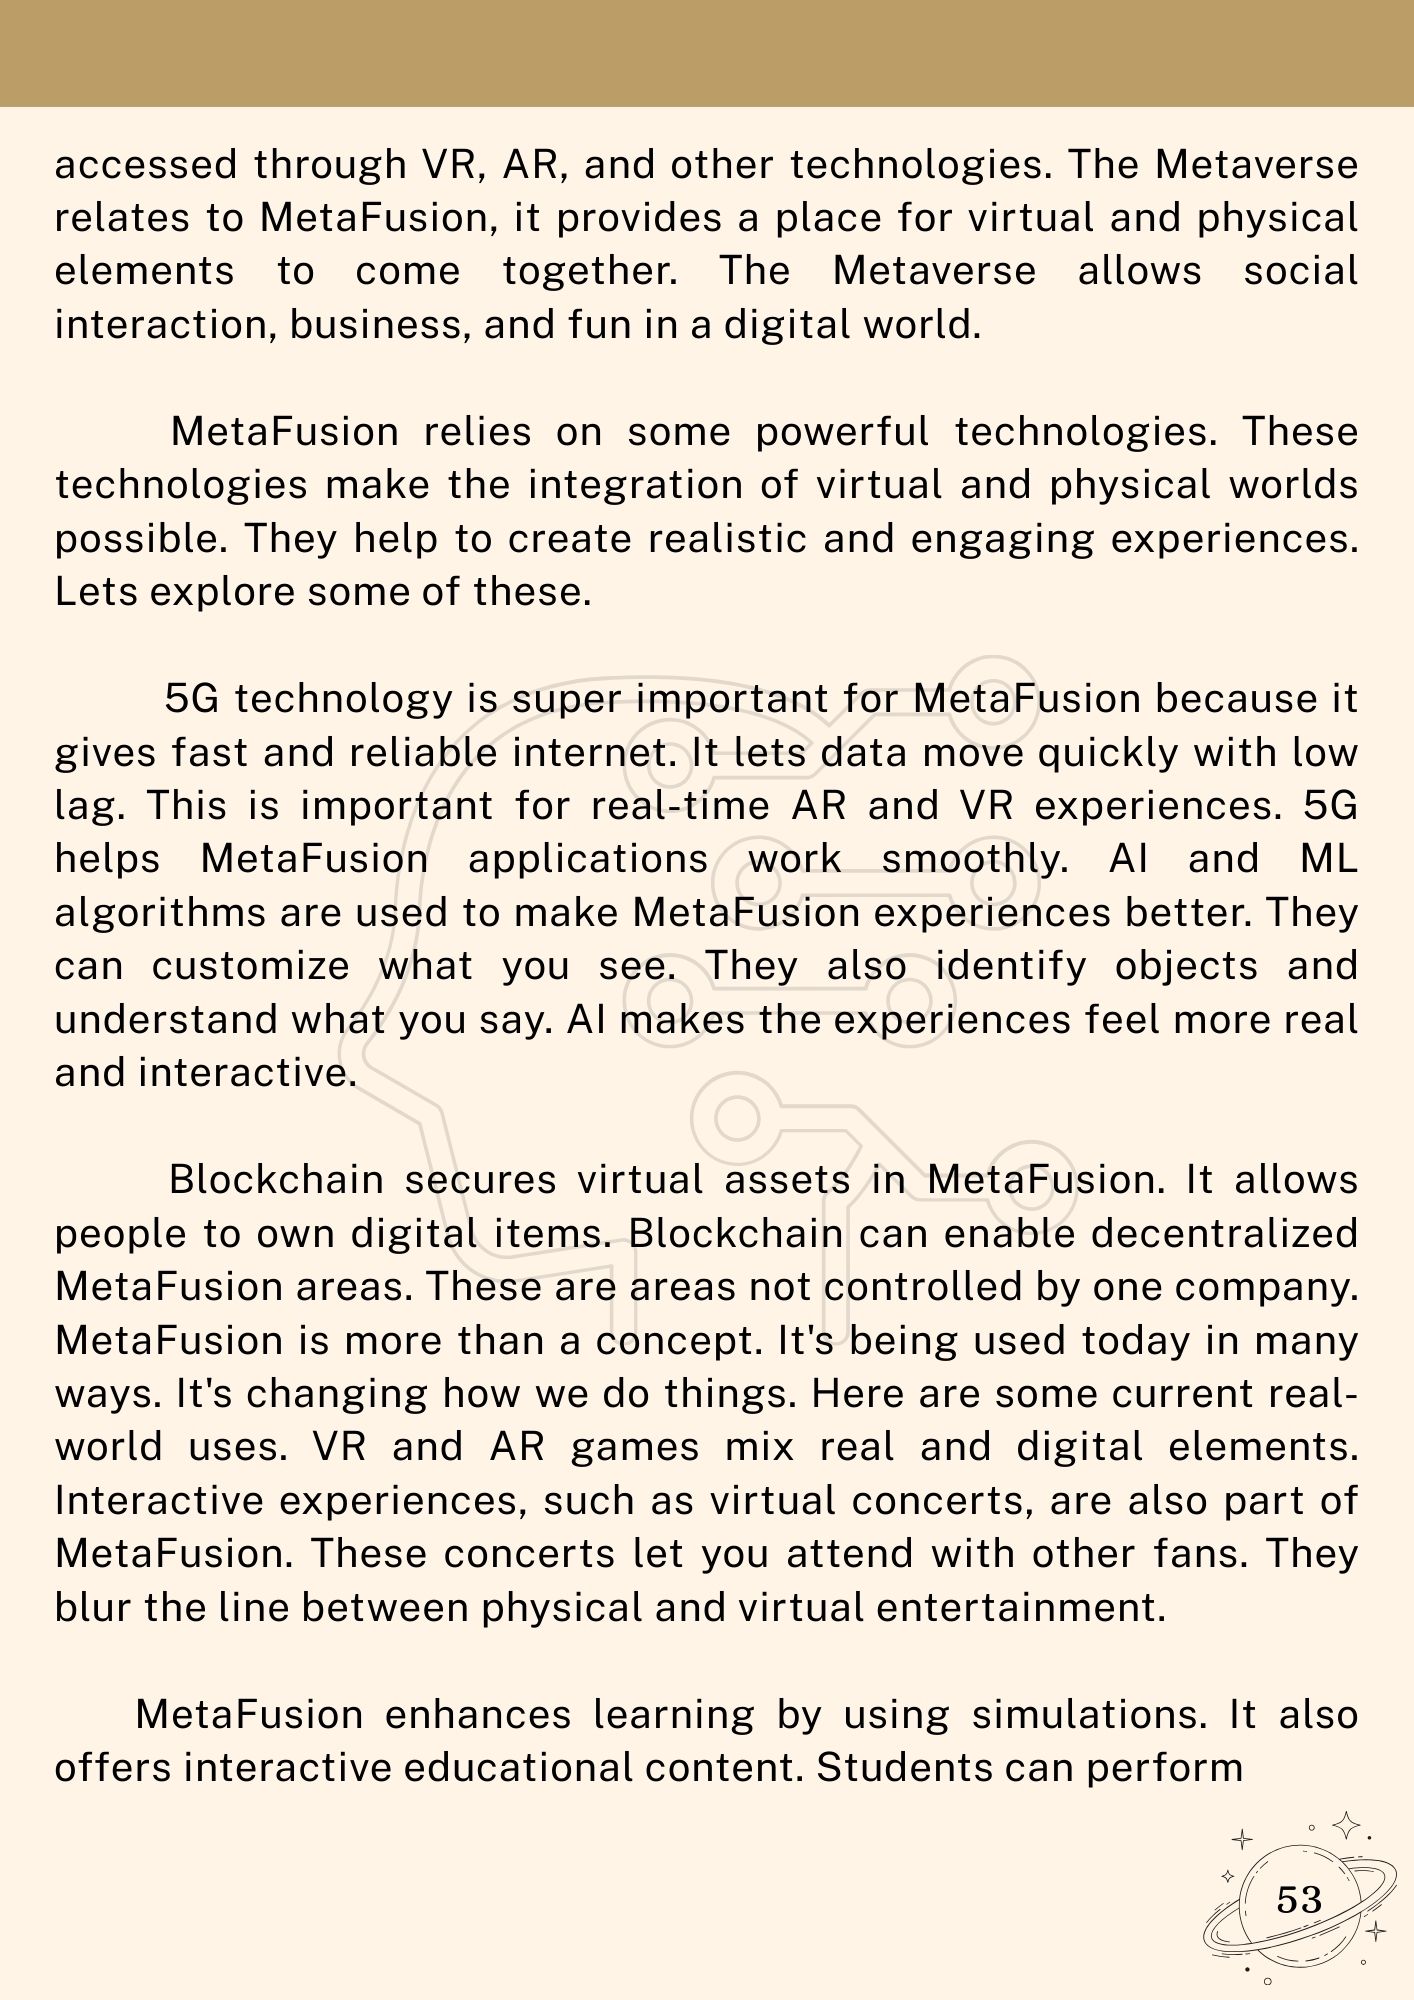 accessed through VR, AR, and other technologies. The Metaverse
relates to MetaFusion, it provides a place for virtual and physical
elements to come together. The Metaverse allows social
interaction, business, and fun in a digital world.
MetaFusion relies on some powerful technologies. These
technologies make the integration of virtual and physical worlds
possible. They help to create realistic and engaging experiences.
Lets explore some of these.
5G technology is super important for MetaFusion because it
gives fast and reliable internet. It lets data move quickly with low
lag. This is important for real-time AR and VR experiences. 5G
helps MetaFusion applications work smoothly. AI and ML
algorithms are used to make MetaFusion experiences better. They
can customize what you see. They also identify objects and
understand what you say. AI makes the experiences feel more real
and interactive.
Blockchain secures virtual assets in MetaFusion. It allows
people to own digital items. Blockchain can enable decentralized
MetaFusion areas. These are areas not controlled by one company.
MetaFusion is more than a concept. It's being used today in many
ways. It's changing how we do things. Here are some current real-
world uses. VR and AR games mix real and digital elements.
Interactive experiences, such as virtual concerts, are also part of
MetaFusion. These concerts let you attend with other fans. They
blur the line between physical and virtual entertainment.
MetaFusion enhances learning by using simulations. It also
offers interactive educational content. Students can perform
53